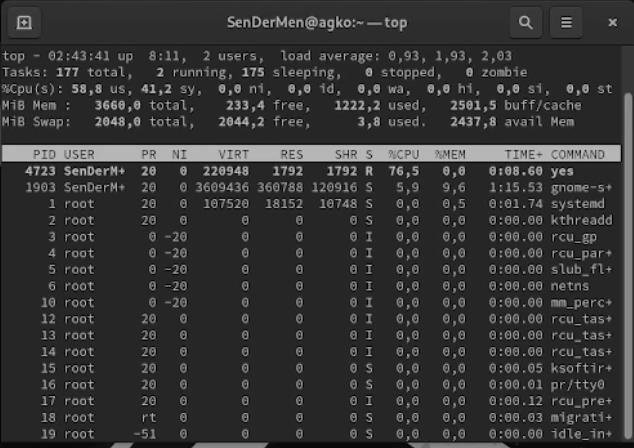 SenDerMen@agko:~ — top
top - 02:43:41 up  8:11,  2 users,  load average: 0,93, 1,93, 2,03
Tasks: 177 total,   2 running, 175 sleeping,   0 stopped,   0 zombie
%Cpu(s): 58,8 us, 41,2 sy,  0,0 ni,  0,0 id,  0,0 wa,  0,0 hi,  0,0 si,  0,0 st
MiB Mem :   3660,0 total,    233,4 free,   1222,2 used,   2501,5 buff/cache
MiB Swap:   2048,0 total,   2044,2 free,      3,8 used.   2437,8 avail Mem
PID USER      PR  NI    VIRT    RES    SHR S  %CPU  %MEM     TIME+ COMMAND
4723 SenderM+  20   0  220948   1792   1792 R  76,5   0,0   0:08.60 yes
1903 SenDerM+  20   0 3609436 360788 120916 S   5,9   9,6   1:15.53 gnome-s+
1 root      20   0  107520  18152  10748 S   0,0   0,5   0:01.74 systemd
2 root      20   0       0      0      0 S   0,0   0,0   0:00.00 kthreadd
3 root       0 -20       0      0      0 I   0,0   0,0   0:00.00 rcu_gp
4 root       0 -20       0      0      0 I   0,0   0,0   0:00.00 rcu_par+
5 root       0 -20       0      0      0 I   0,0   0,0   0:00.00 slub_fl+
6 root       0 -20       0      0      0 I   0,0   0,0   0:00.00 netns
10 root       0 -20       0      0      0 I   0,0   0,0   0:00.00 mm_perc+
12 root      20   0       0      0      0 I   0,0   0,0   0:00.00 rcu_tas+
13 root      20   0       0      0      0 I   0,0   0,0   0:00.00 rcu_tas+
14 root      20   0       0      0      0 I   0,0   0,0   0:00.00 rcu_tas+
15 root      20   0       0      0      0 S   0,0   0,0   0:00.05 ksoftir+
16 root      20   0       0      0      0 S   0,0   0,0   0:00.01 pr/tty0
17 root      20   0       0      0      0 I   0,0   0,0   0:00.12 rcu_pre+
18 root      rt   0       0      0      0 S   0,0   0,0   0:00.03 migrati+
19 root     -51   0       0      0      0 S   0,0   0,0   0:00.00 idle_in+